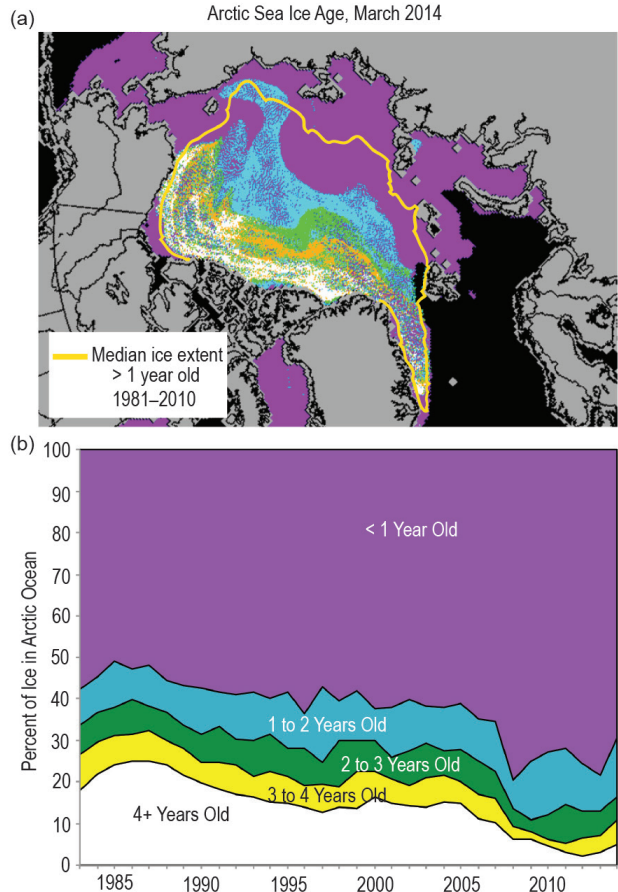 (a)
Arctic Sea Ice Age, March 2014
Median ice extent
> 1 year old
1981–2010
(b)
Percent of Ice in Arctic Ocean
100
90
80
70
60
50
40
30
20
10
0
< 1 Year Old
1 to 2 Years Old
2 to 3 Years Old
3 to 4 Years Old
4+ Years Old
1985
1990
1995
2000
2005
2010